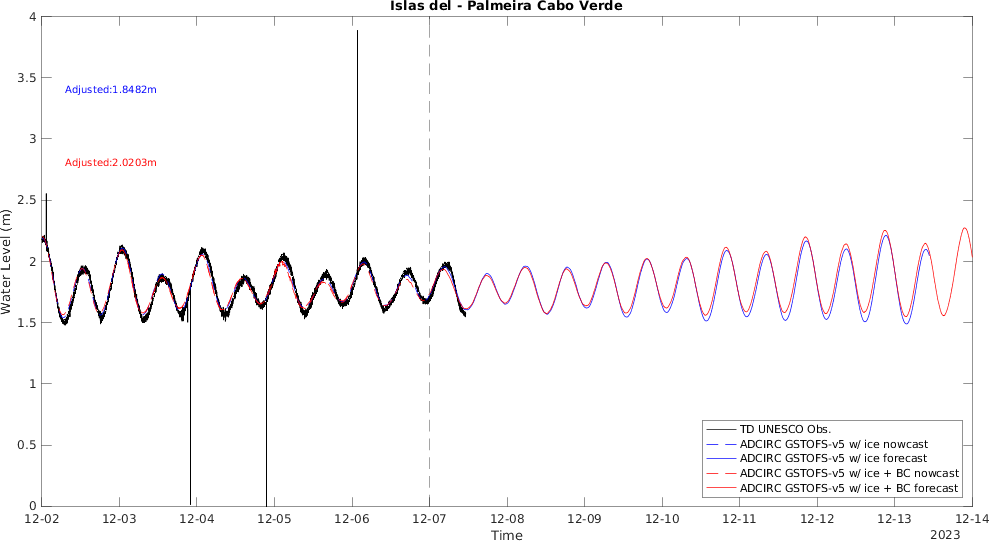 Islas del - Palmeira Cabo Verde
Water Level (m)
4
3.5
3
2.5
2
1.5
1
0.5
0
Adjusted:1.8482m
Adjusted:2.0203m
TD UNESCO Obs.
ADCIRC GSTOFS-v5 w/ ice nowcast
ADCIRC GSTOFS-v5 w/ ice forecast
ADCIRC GSTOFS-v5 w/ ice + BC nowcast
ADCIRC GSTOFS-v5 w/ ice + BC forecast
12-02 12-03 12-04 12-05 12-06 12-07 12-08 12-09 12-10 12-11 12-12 12-13 12-14
Time
2023